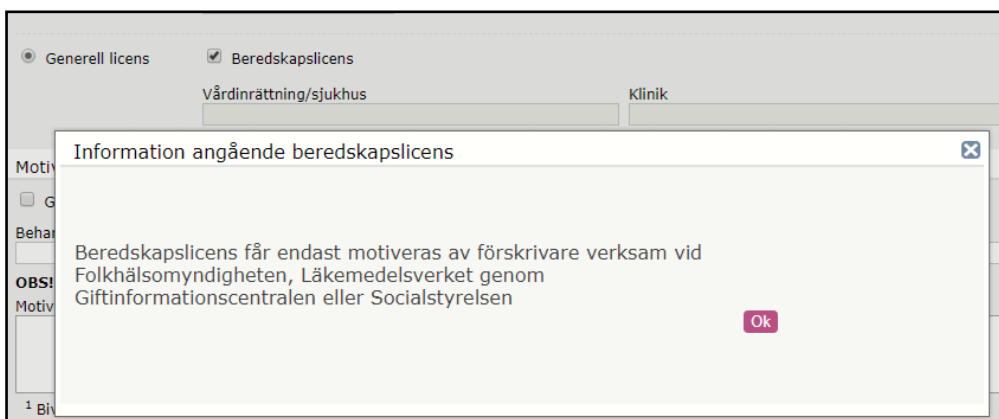 Generell licens Beredskapslicens
Vårdinrättning/sjukhus Klinik
Information angående beredskapslicens
Beredskapslicens får endast motiveras av förskrivare verksam vid
Folkhälsomyndigheten, Läkemedelsverket genom
Giftinformationscentralen eller Socialstyrelsen
OBS!
Ok
1